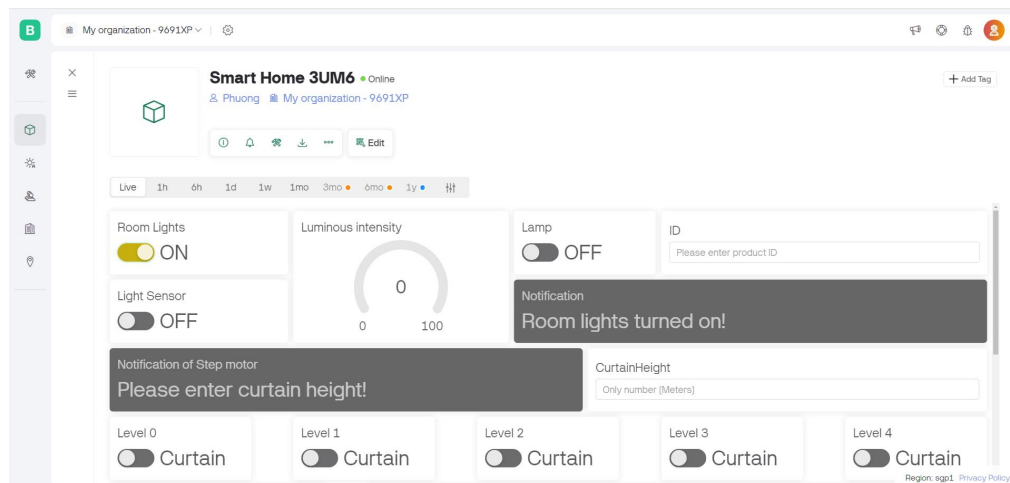 B
My organization - 9691XP
Smart Home 3UM6 Online
Add Tag
Phuong My organization - 9691XP
Edit
Live 1h 6h 1d 1w 1mo 3mo 6mo 1y
Room Lights
ON
Luminous intensity
0
0 100
Lamp
OFF
ID
Please enter product ID
Light Sensor
OFF
Notification
Room lights turned on!
Notification of Step motor
Please enter curtain height!
CurtainHeight
Only number (Meters)
Level 0
Curtain
Level 1
Curtain
Level 2
Curtain
Level 3
Curtain
Level 4
Curtain
Region: sgp1 Privacy Policy